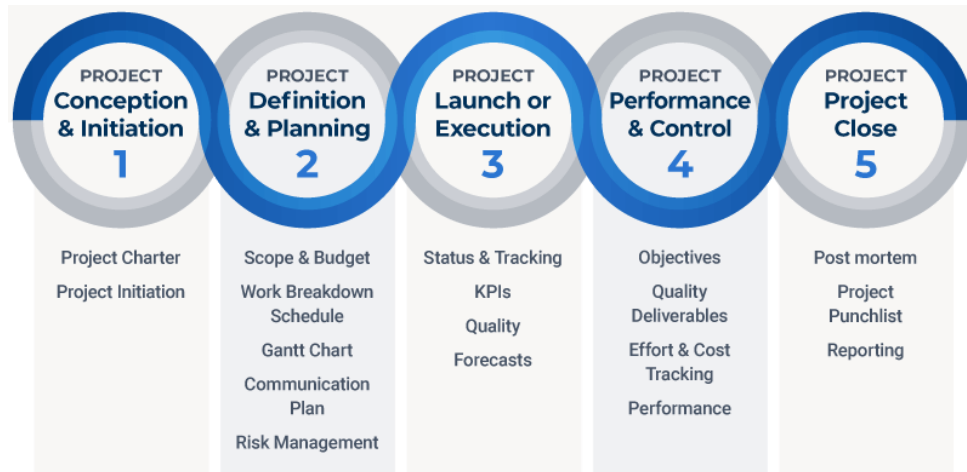 PROJECT
Conception
& Initiation
1
Project Charter
Project Initiation
PROJECT
Definition
& Planning
2
Scope & Budget
Work Breakdown
Schedule
Gantt Chart
Communication
Plan
Risk Management
PROJECT
Launch or
Execution
3
Status & Tracking
KPIs
Quality
Forecasts
PROJECT
Performance
& Control
4
Objectives
Quality
Deliverables
Effort & Cost
Tracking
Performance
PROJECT
Project
Close
5
Post mortem
Project
Punchlist
Reporting